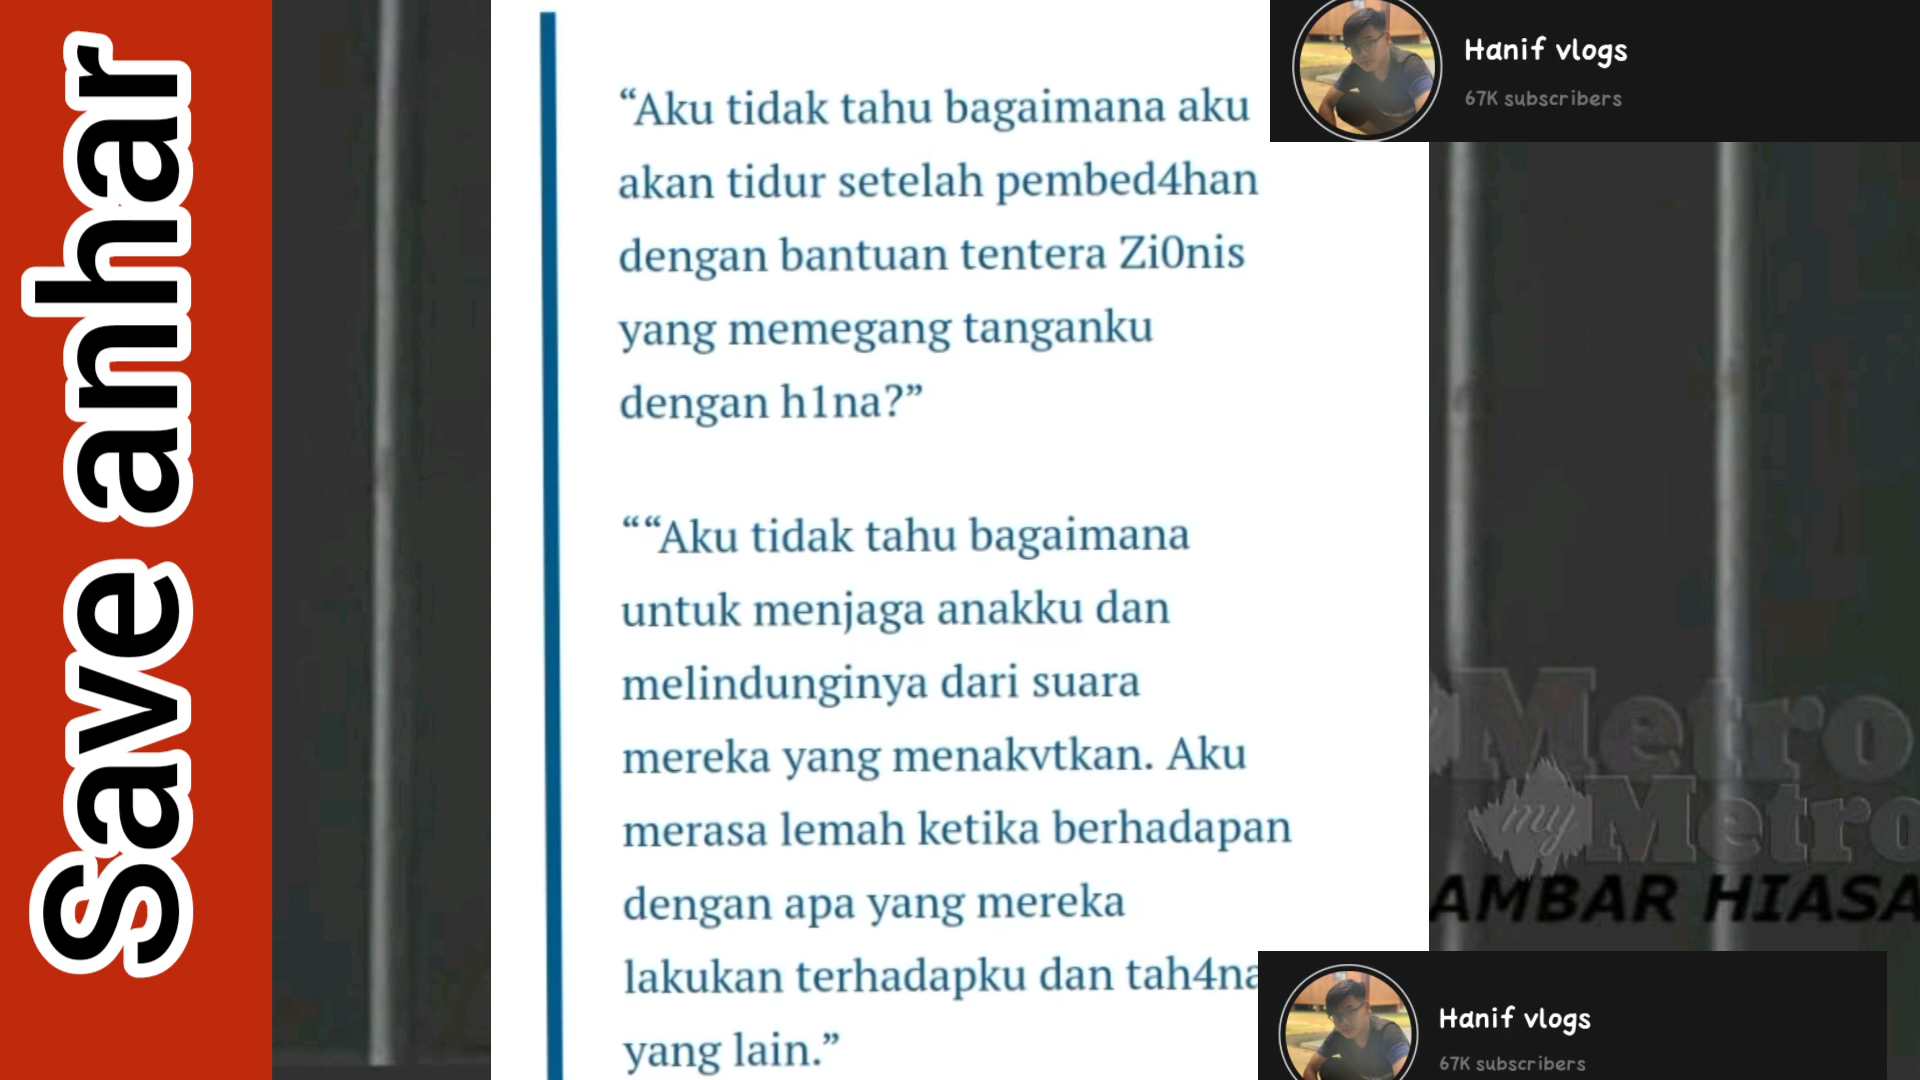 Save anhar
“Aku tidak tahu bagaimana aku
akan tidur setelah pembed4han
dengan bantuan tentera Zi0nis
yang memegang tanganku
dengan h1na?”
““Aku tidak tahu bagaimana
untuk menjaga anakku dan
melindunginya dari suara
mereka yang menakvtkan. Aku
merasa lemah ketika berhadapan
dengan apa yang mereka
lakukan terhadapku dan tah4na
yang lain.”
Hanif vlogs
67K subscribers
Metro
my Metro
AMBAR HIASA
Hanif vlogs
67K subscribers